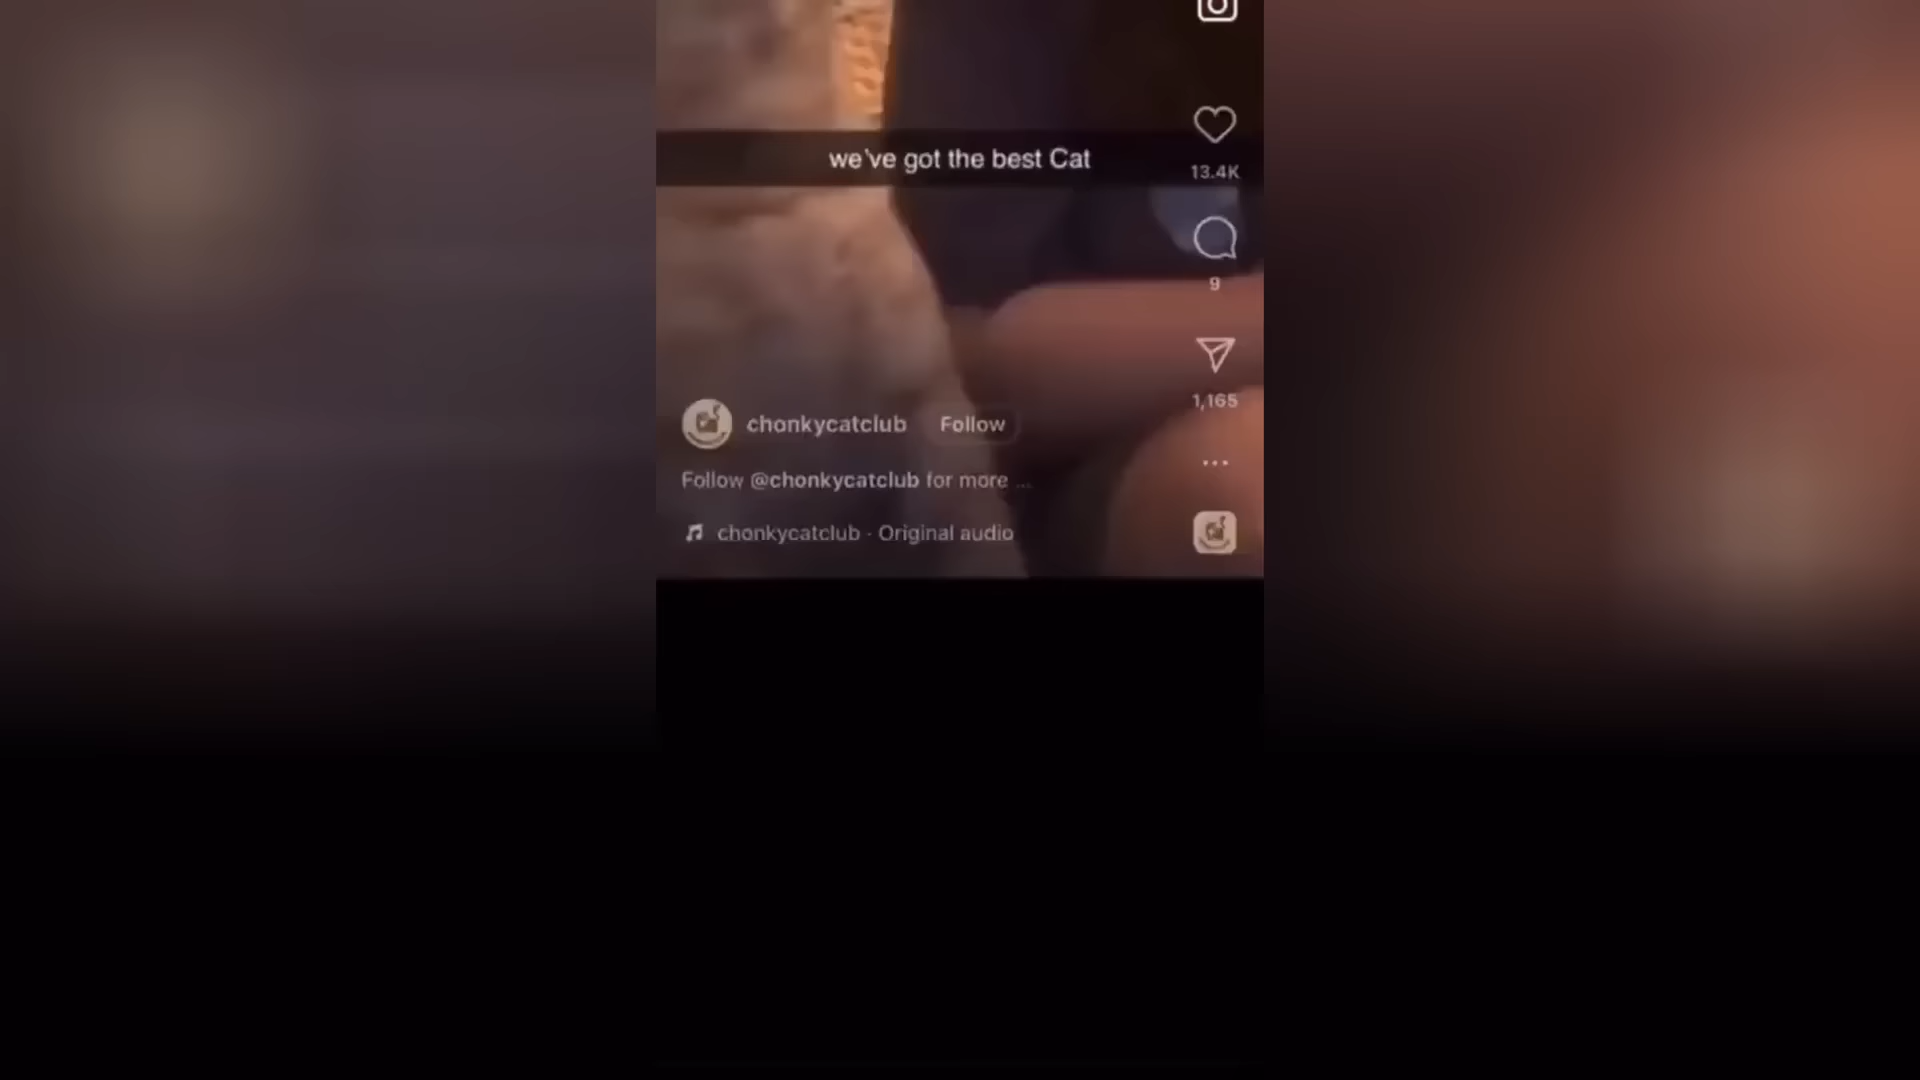 we've got the best Cat
13.4K
9
1,165
chonkycatclub Follow
Follow @chonkycatclub for more ...
chonkycatclub · Original audio